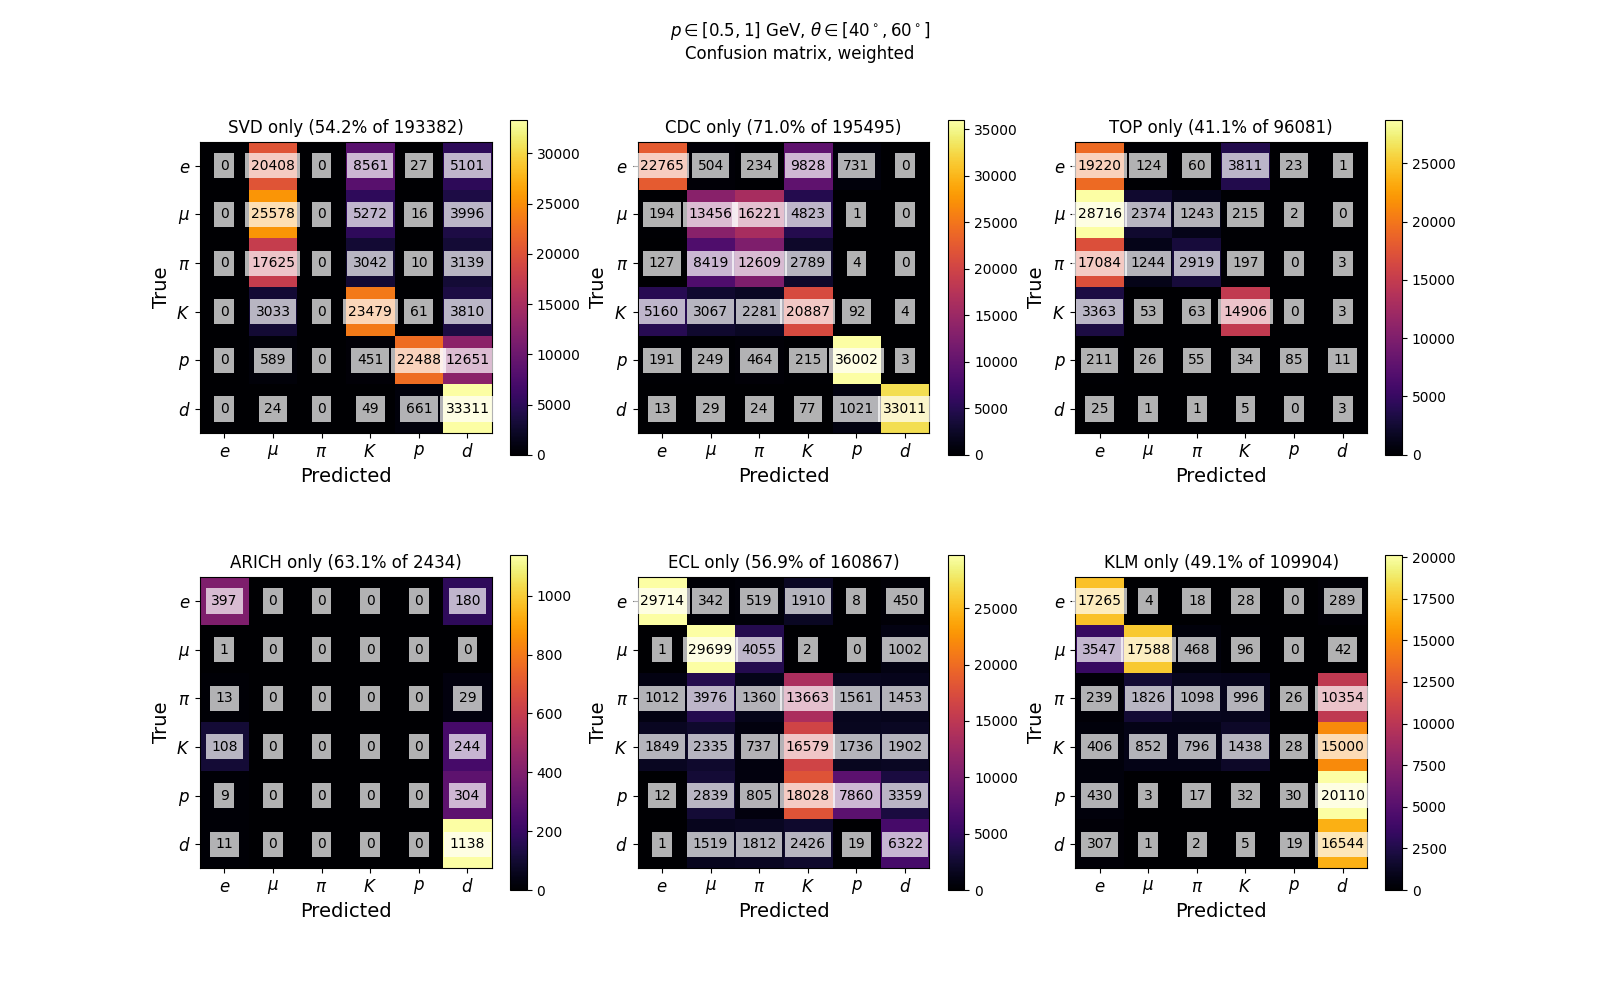 p ∈ [0.5, 1] GeV, θ ∈ [40°, 60°]
Confusion matrix, weighted
SVD only (54.2% of 193382)
e 0 20408 0 8561 27 5101
μ 0 25578 0 5272 16 3996
π 0 17625 0 3042 10 3139
K 0 3033 0 23479 61 3810
p 0 589 0 451 22488 12651
d 0 24 0 49 661 33311
e μ π K p d
Predicted
True
30000
25000
20000
15000
10000
5000
0
CDC only (71.0% of 195495)
e 22765 504 234 9828 731 0
μ 194 13456 16221 4823 1 0
π 127 8419 12609 2789 4 0
K 5160 3067 2281 20887 92 4
p 191 249 464 215 36002 3
d 13 29 24 77 1021 33011
e μ π K p d
Predicted
True
35000
30000
25000
20000
15000
10000
5000
0
TOP only (41.1% of 96081)
e 19220 124 60 3811 23 1
μ 28716 2374 1243 215 2 0
π 17084 1244 2919 197 0 3
K 3363 53 63 14906 0 3
p 211 26 55 34 85 11
d 25 1 1 5 0 3
e μ π K p d
Predicted
True
25000
20000
15000
10000
5000
0
ARICH only (63.1% of 2434)
e 397 0 0 0 0 180
μ 1 0 0 0 0 0
π 13 0 0 0 0 29
K 108 0 0 0 0 244
p 9 0 0 0 0 304
d 11 0 0 0 0 1138
e μ π K p d
Predicted
True
1000
800
600
400
200
0
ECL only (56.9% of 160867)
e 29714 342 519 1910 8 450
μ 1 29699 4055 2 0 1002
π 1012 3976 1360 13663 1561 1453
K 1849 2335 737 16579 1736 1902
p 12 2839 805 18028 7860 3359
d 1 1519 1812 2426 19 6322
e μ π K p d
Predicted
True
25000
20000
15000
10000
5000
0
KLM only (49.1% of 109904)
e 17265 4 18 28 0 289
μ 3547 17588 468 96 0 42
π 239 1826 1098 996 26 10354
K 406 852 796 1438 28 15000
p 430 3 17 32 30 20110
d 307 1 2 5 19 16544
e μ π K p d
Predicted
True
20000
17500
15000
12500
10000
7500
5000
2500
0